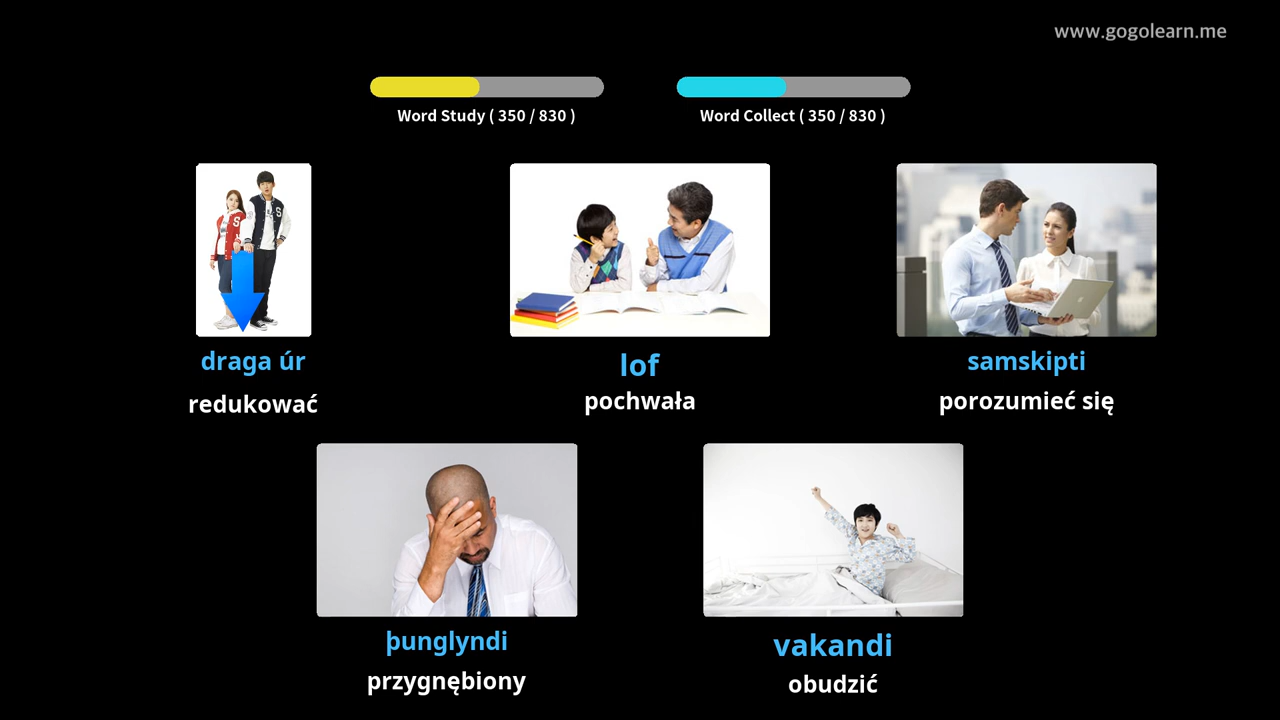 www.gogolearn.me
Word Study ( 350 / 830 )
Word Collect ( 350 / 830 )
draga úr
redukować
lof
pochwała
samskipti
porozumieć się
þunglyndi
przygnębiony
vakandi
obudzić